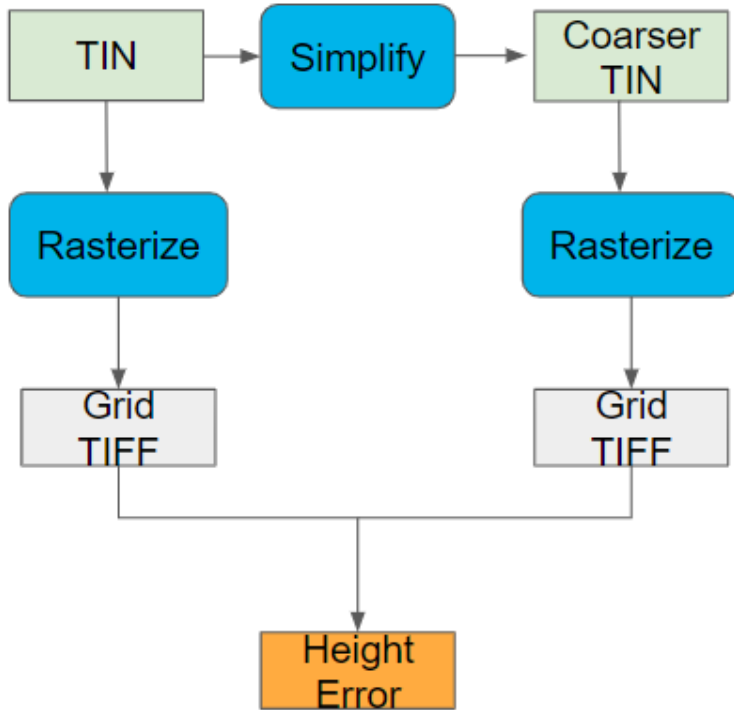 TIN
Simplify
Coarser
TIN
Rasterize
Rasterize
Grid
TIFF
Grid
TIFF
Height
Error